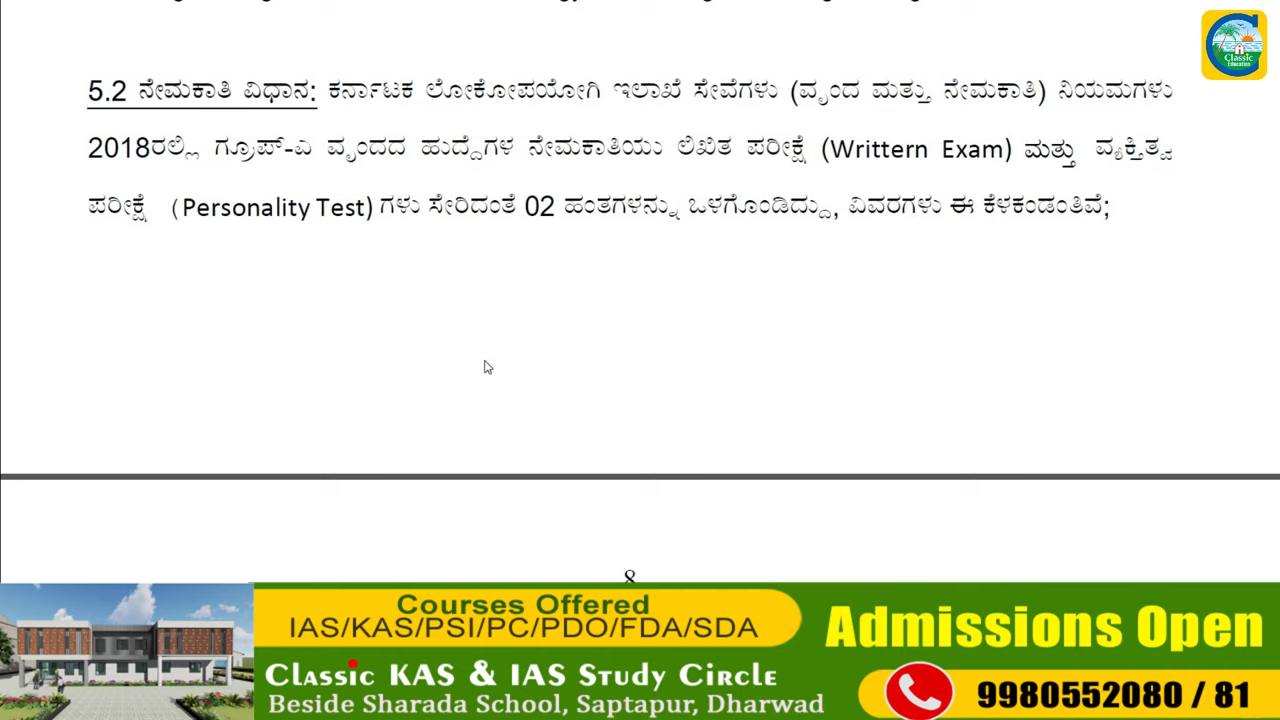 Classic
Education
5.2 ನೇಮಕಾತಿ ವಿಧಾನ: ಕರ್ನಾಟಕ ಲೋಕೋಪಯೋಗಿ ಇಲಾಖೆ ಸೇವೆಗಳು (ವೃಂದ ಮತ್ತು ನೇಮಕಾತಿ) ನಿಯಮಗಳು
2018ರಲ್ಲಿ ಗ್ರೂಪ್-ಎ ವೃಂದದ ಹುದ್ದೆಗಳ ನೇಮಕಾತಿಯು ಲಿಖಿತ ಪರೀಕ್ಷೆ (Writtern Exam) ಮತ್ತು ವ್ಯಕ್ತಿತ್ವ
ಪರೀಕ್ಷೆ (Personality Test) ಗಳು ಸೇರಿದಂತೆ 02 ಹಂತಗಳನ್ನು ಒಳಗೊಂಡಿದ್ದು, ವಿವರಗಳು ಈ ಕೆಳಕಂಡಂತಿವೆ;
8
Courses Offered
IAS/KAS/PSI/PC/PDO/FDA/SDA
Classic KAS & IAS Study Circle
Beside Sharada School, Saptapur, Dharwad
Admissions Open
9980552080 / 81